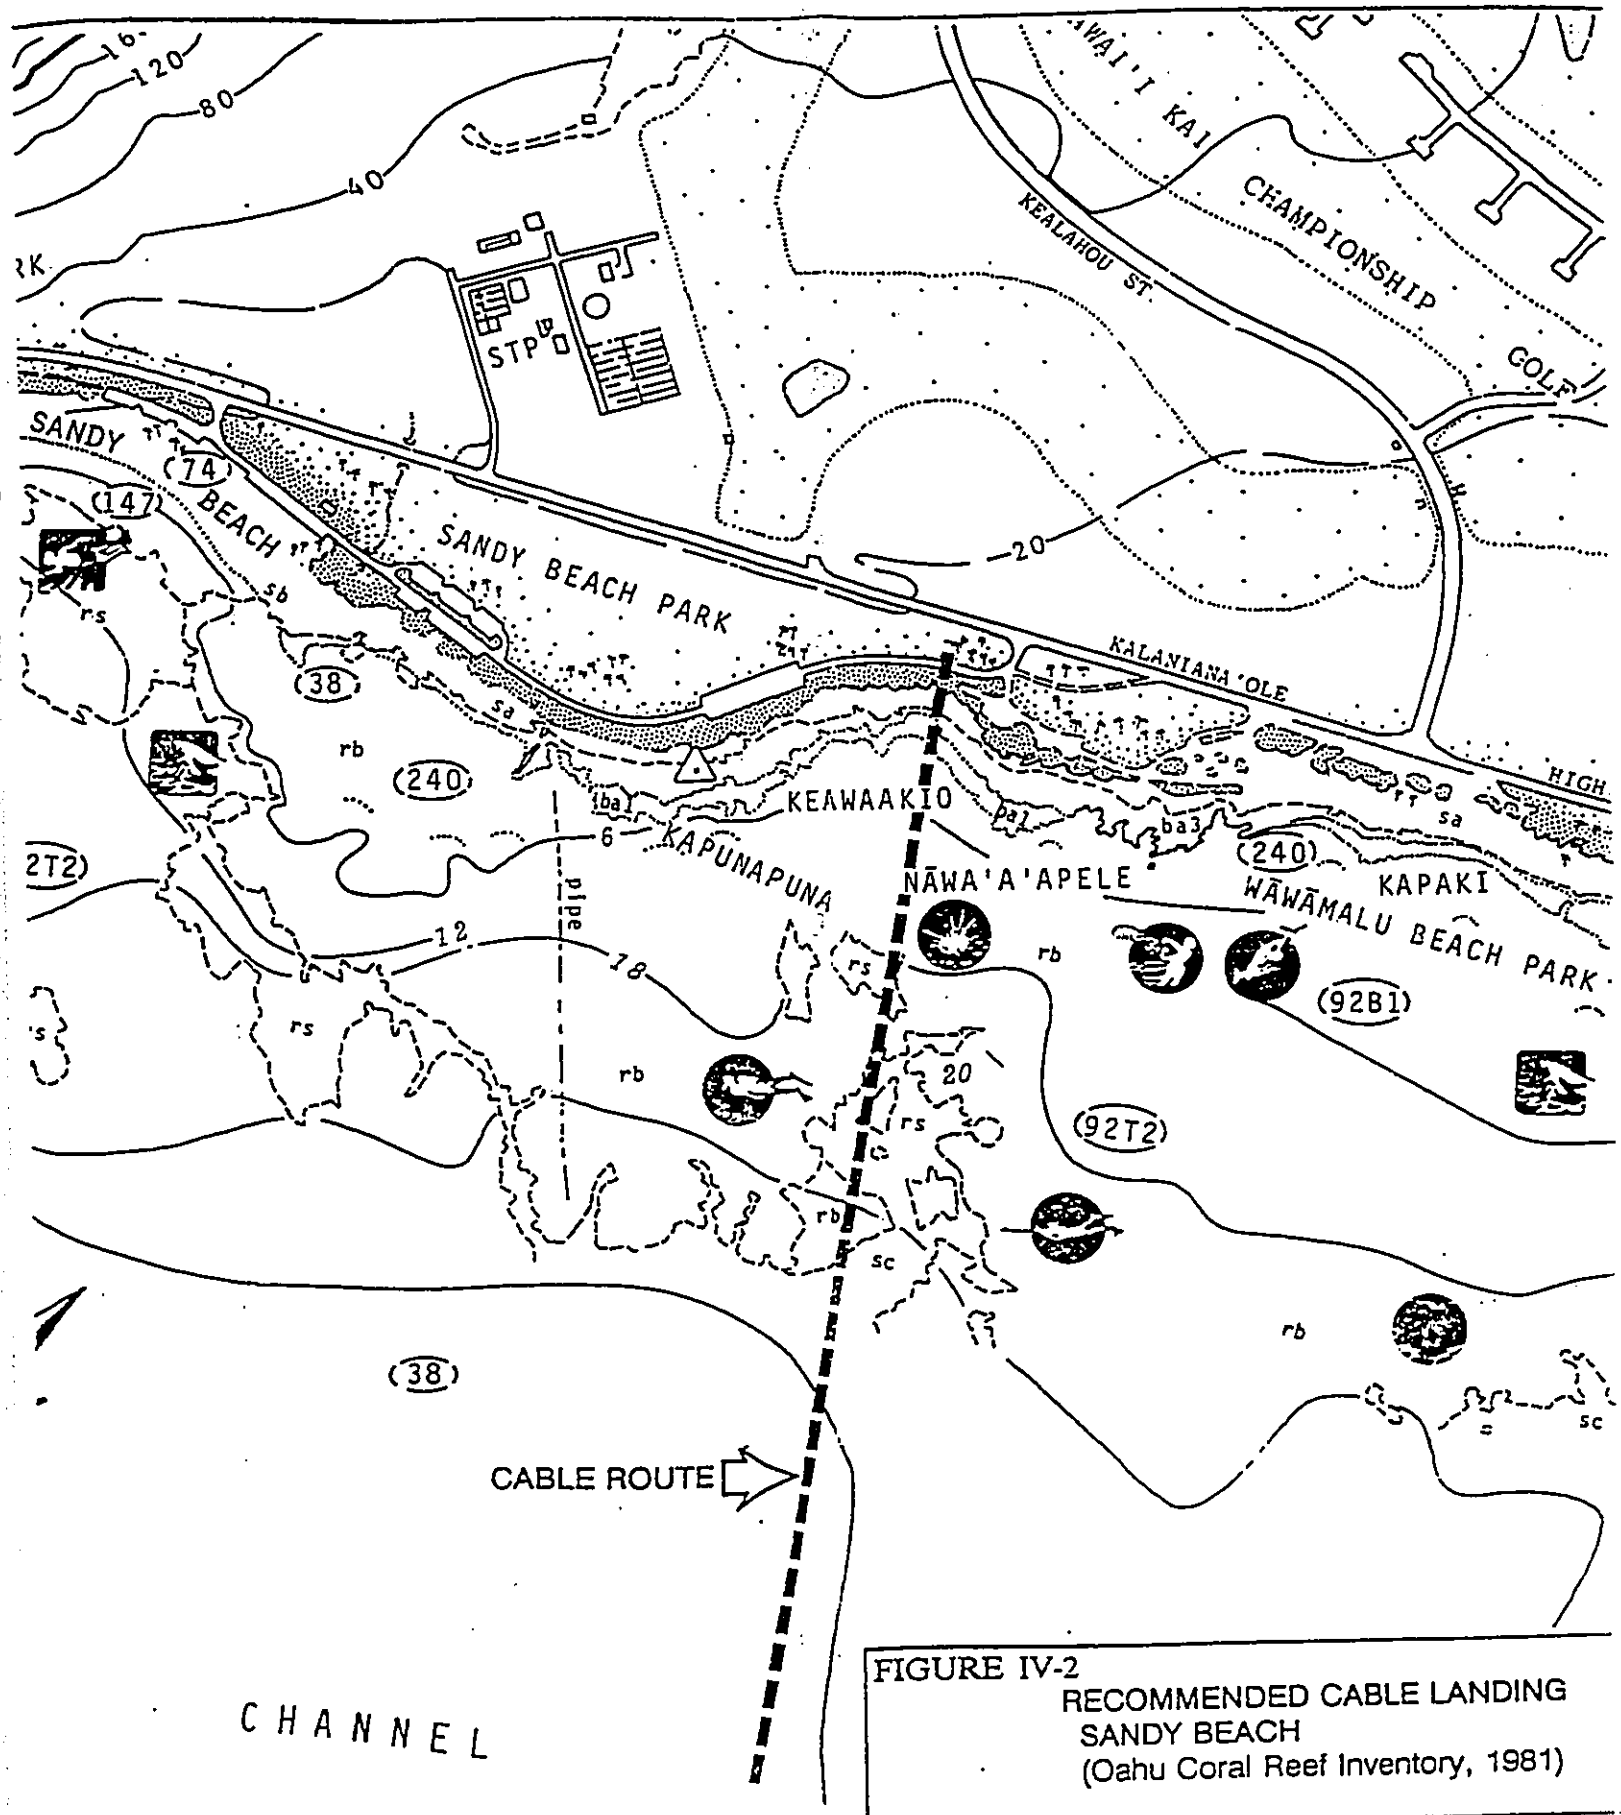 120
80
40
HAWAI'I KAI
CHAMPIONSHIP
GOLF
KEALAHOU ST.
STP
SANDY
BEACH
(74)
(147)
SANDY BEACH PARK
20
KALANIANA'OLE
HIGH
sb
rs
(38)
sa
rb
(240)
ba1
6
KAPUNAPUNA
KEAWAAKIO
pa1
ba3
(240)
sa
NĀWA'A'APELE
KAPAKI
WĀWĀMALU BEACH PARK
2T2)
pipe
12
18
rs
rb
(92B1)
rs
rb
20
rs
(92T2)
rb
sc
rb
sc
(38)
CABLE ROUTE
CHANNEL
FIGURE IV-2
RECOMMENDED CABLE LANDING
SANDY BEACH
(Oahu Coral Reef Inventory, 1981)